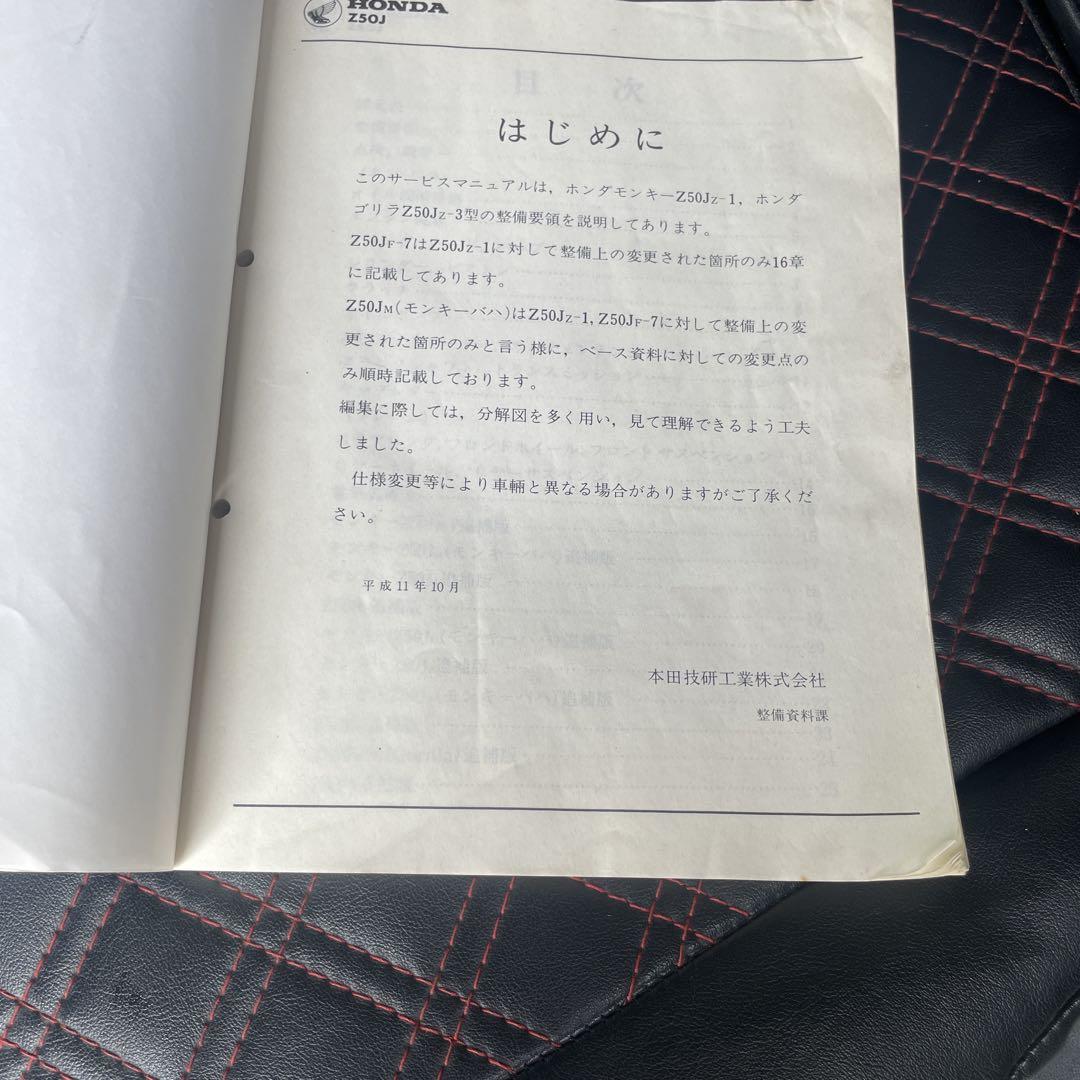 HONDA
Z50J
はじめに
このサービスマニュアルは，ホンダモンキーZ50JZ-1，ホンダ
ゴリラZ50JZ-3型の整備要領を説明してあります。
Z50JF-7はZ50JZ-1に対して整備上の変更された箇所のみ16章
に記載してあります。
Z50JM(モンキーバハ)はZ50JZ-1, Z50JF-7に対して整備上の変
更された箇所のみと言う様に，ベース資料に対しての変更点の
み順時記載しております。
編集に際しては，分解図を多く用い，見て理解できるよう工夫
しました。
仕様変更等により車輛と異なる場合がありますがご了承くだ
さい。
平成11年10月
本田技研工業株式会社
整備資料課